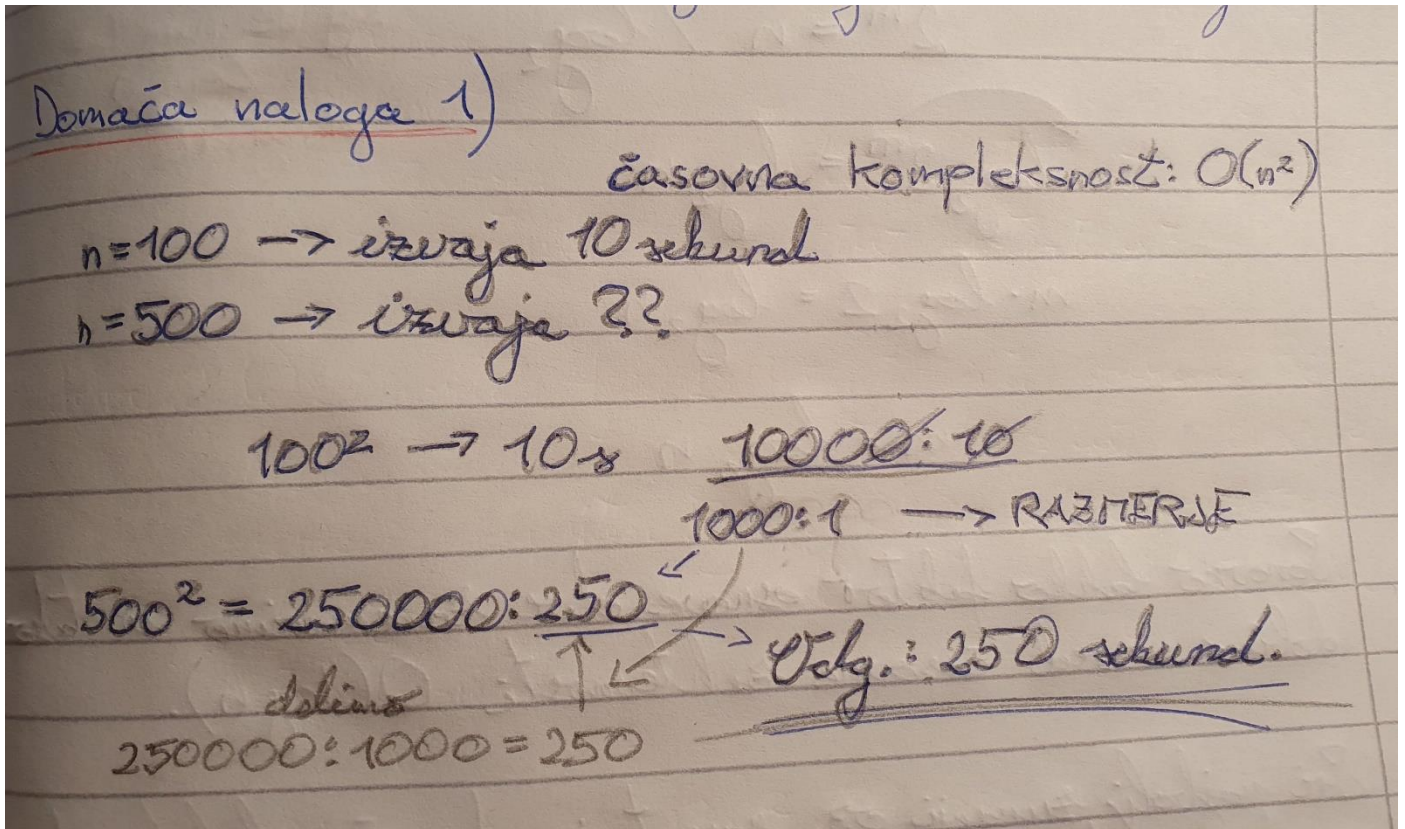 Domača naloga 1)
časovna kompleksnost: O(n²)
n=100 → izvaja 10 sekund
n=500 → izvaja ??
100² → 10s 10000:10
1000:1 → RAZMERJE
500² = 250000:250 → Odg.: 250 sekund.
delimo
250000:1000=250